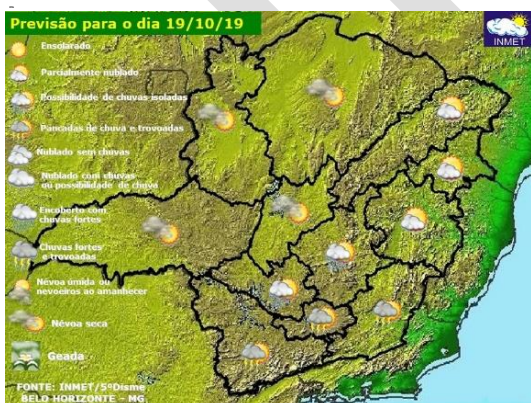 Previsão para o dia 19/10/19
INMET
Ensolarado
Parcialmente nublado
Possibilidade de chuvas isoladas
Pancadas de chuva e trovoadas
Nublado sem chuvas
Nublado com chuvas
ou possibilidade de chuva
Encoberto com
chuvas fortes
Chuvas fortes
e trovoadas
Névoa úmida ou
nevoeiros ao amanhecer
Névoa seca
Geada
FONTE: INMET/5ºDisme
BELO HORIZONTE - MG